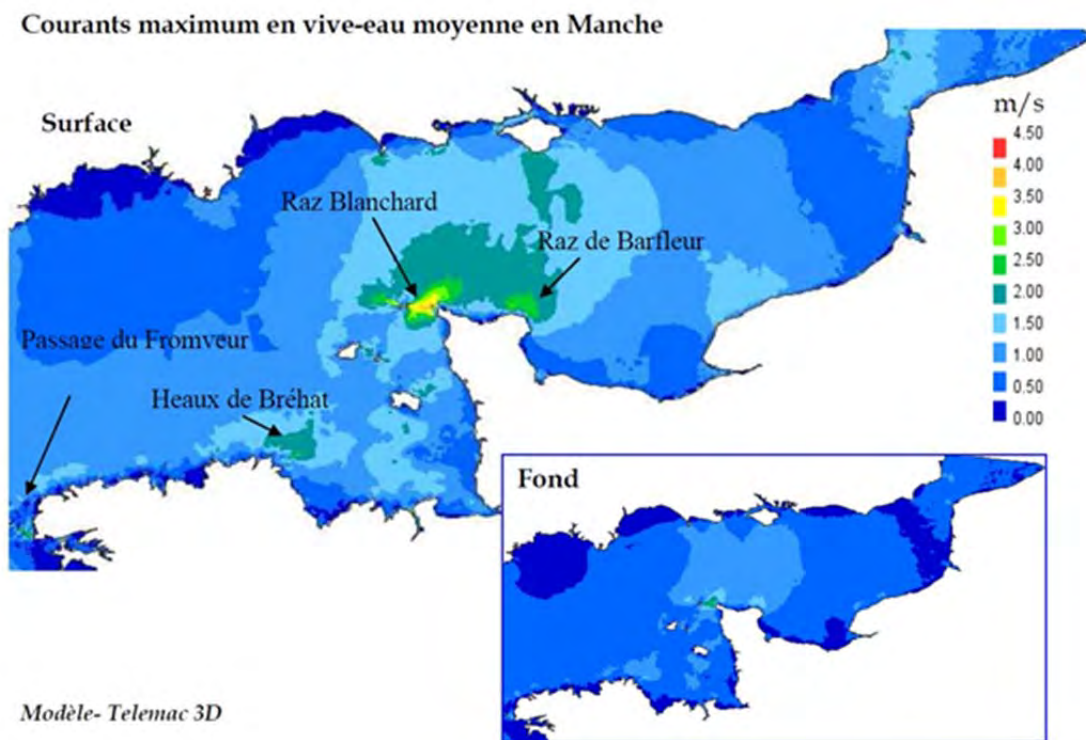 Courants maximum en vive-eau moyenne en Manche
Surface
m/s
4.50
4.00
3.50
3.00
2.50
2.00
1.50
1.00
0.50
0.00
Raz Blanchard
Raz de Barfleur
Passage du Fromveur
Heaux de Bréhat
Fond
Modèle- Telemac 3D